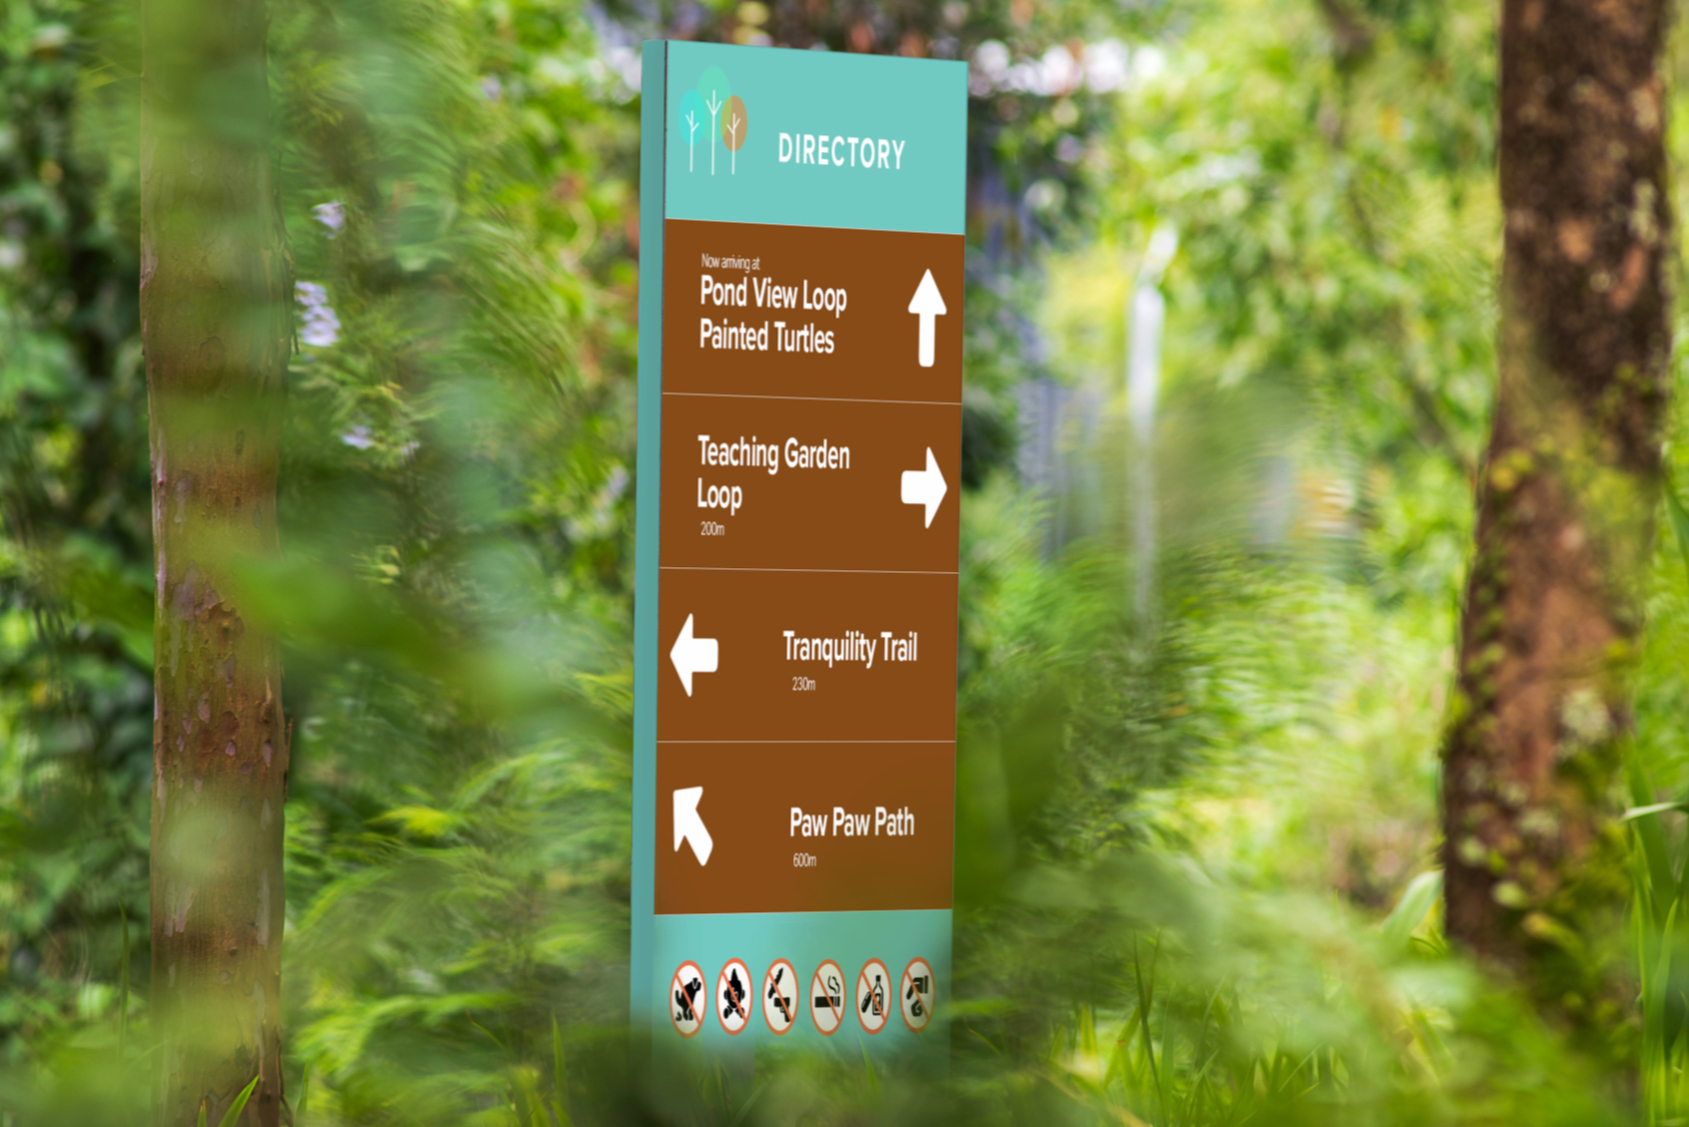 DIRECTORY
Now arriving at
Pond View Loop
Painted Turtles
Teaching Garden
Loop
200m
Tranquility Trail
230m
Paw Paw Path
600m